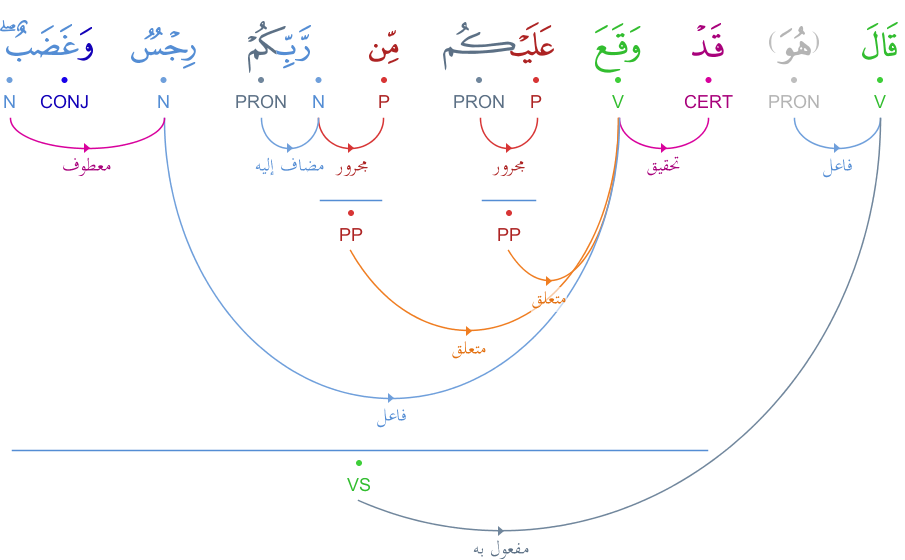 قَالَ (هُوَ) قَدْ وَقَعَ عَلَيْكُم مِّن رَّبِّكُمْ رِجْسٌ وَغَضَبٌ ۖ
V PRON CERT V P PRON P N PRON N CONJ N
فاعل تحقيق مجرور مجرور مضاف إليه معطوف
PP PP
متعلق
متعلق
فاعل
VS
مفعول به